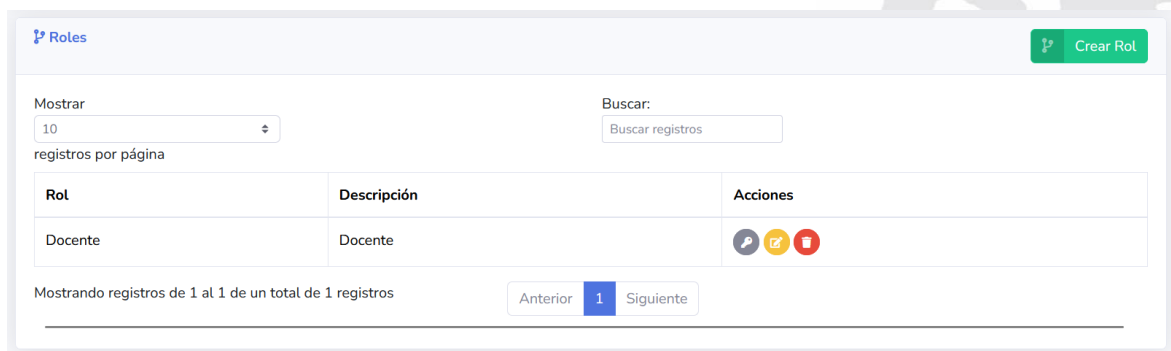 Roles
Crear Rol
Mostrar
Buscar:
10
Buscar registros
registros por página
Rol Descripción Acciones
Docente Docente
Mostrando registros de 1 al 1 de un total de 1 registros
Anterior 1 Siguiente